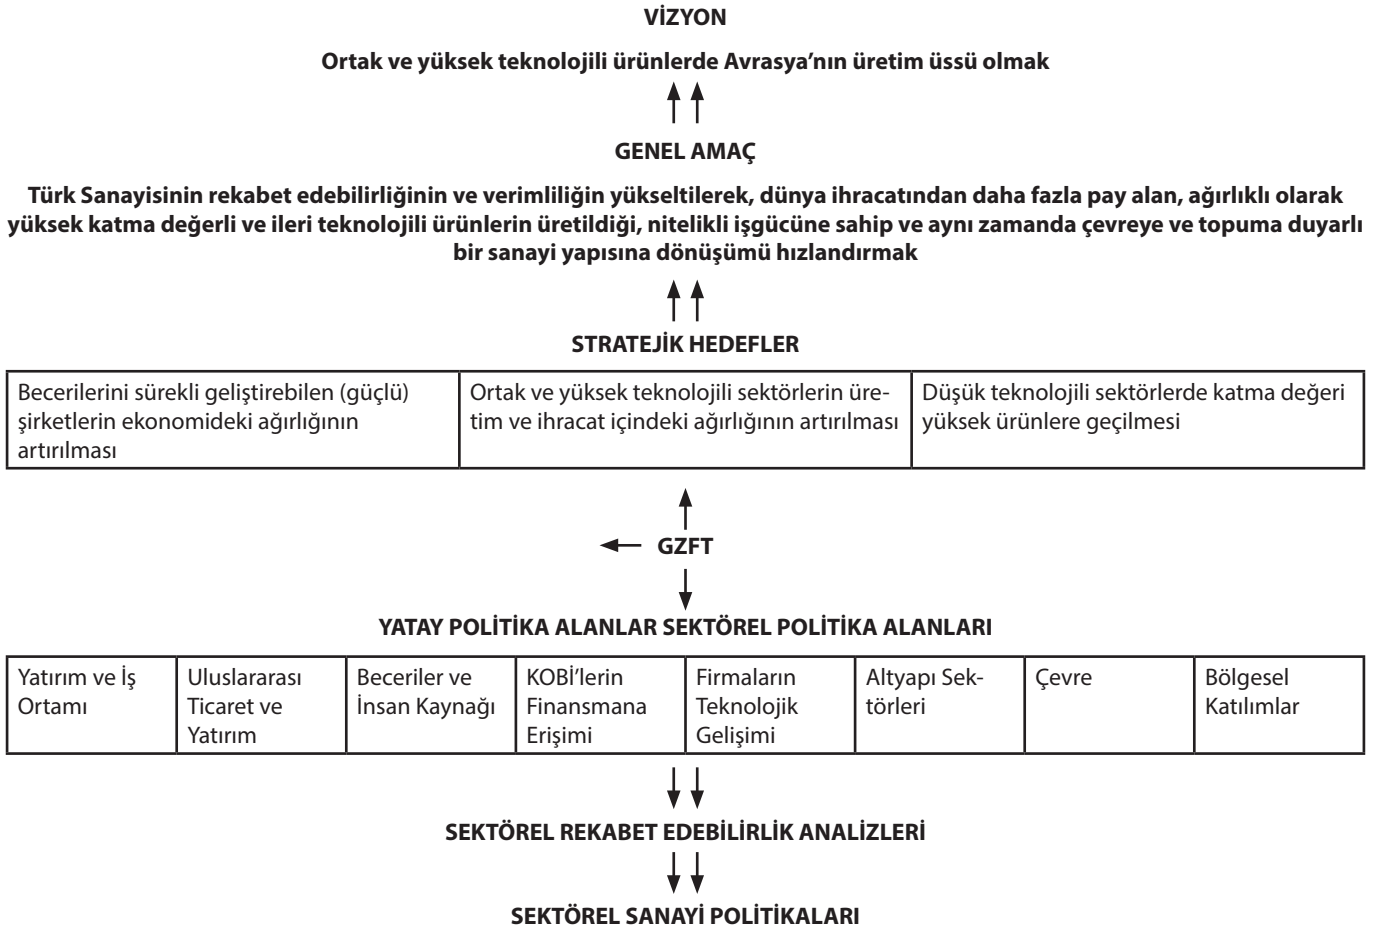 VİZYON
Ortak ve yüksek teknolojili ürünlerde Avrasya’nın üretim üssü olmak
GENEL AMAÇ
Türk Sanayisinin rekabet edebilirliğinin ve verimliliğin yükseltilerek, dünya ihracatından daha fazla pay alan, ağırlıklı olarak
yüksek katma değerli ve ileri teknolojili ürünlerin üretildiği, nitelikli işgücüne sahip ve aynı zamanda çevreye ve topuma duyarlı
bir sanayi yapısına dönüşümü hızlandırmak
STRATEJİK HEDEFLER
Becerilerini sürekli geliştirebilen (güçlü)
şirketlerin ekonomideki ağırlığının
artırılması
Ortak ve yüksek teknolojili sektörlerin üre-
tim ve ihracat içindeki ağırlığının artırılması
Düşük teknolojili sektörlerde katma değeri
yüksek ürünlere geçilmesi
GZFT
YATAY POLİTİKA ALANLAR SEKTÖREL POLİTİKA ALANLARI
Yatırım ve İş
Ortamı
Uluslararası
Ticaret ve
Yatırım
Beceriler ve
İnsan Kaynağı
KOBİ’lerin
Finansmana
Erişimi
Firmaların
Teknolojik
Gelişimi
Altyapı Sek-
törleri
Çevre
Bölgesel
Katılımlar
SEKTÖREL REKABET EDEBİLİRLİK ANALİZLERİ
SEKTÖREL SANAYİ POLİTİKALARI